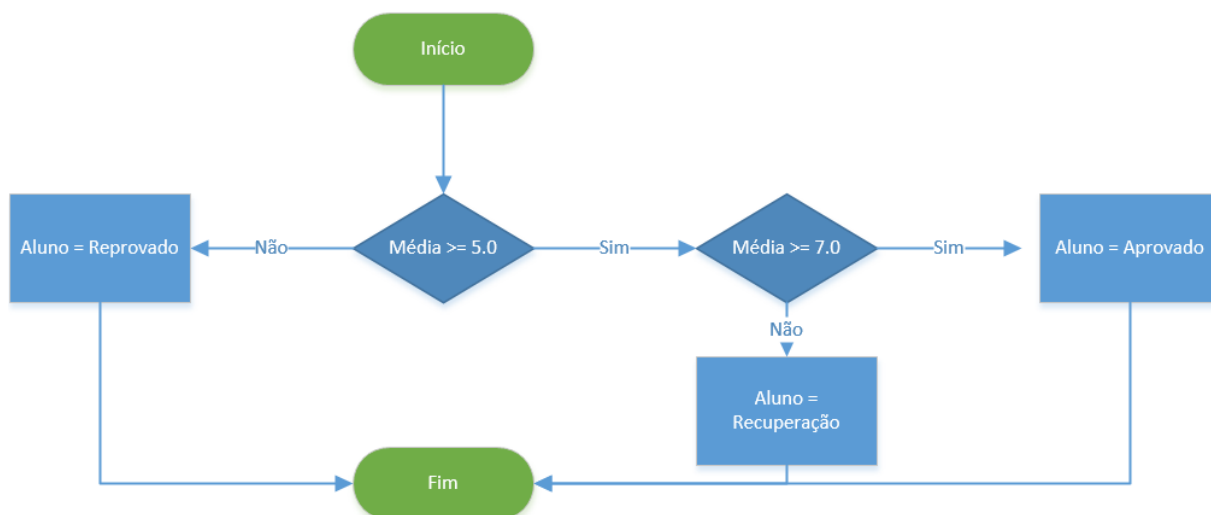 Início
Aluno = Reprovado
Não
Média >= 5.0
Sim
Média >= 7.0
Sim
Aluno = Aprovado
Não
Aluno =
Recuperação
Fim